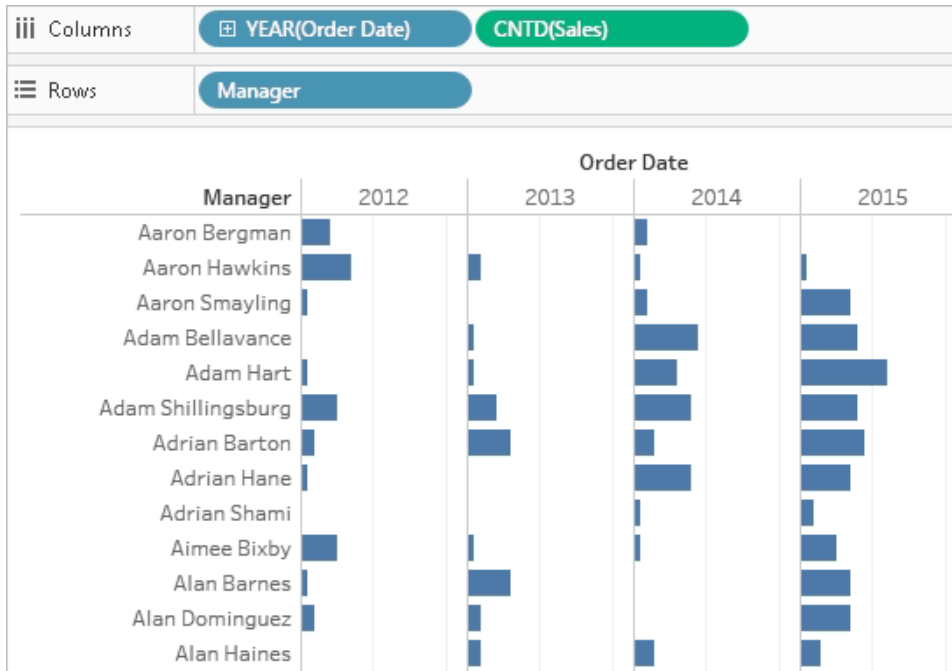 Columns YEAR(Order Date) CNTD(Sales)
Rows Manager
Order Date
Manager 2012 2013 2014 2015
Aaron Bergman
Aaron Hawkins
Aaron Smayling
Adam Bellavance
Adam Hart
Adam Shillingsburg
Adrian Barton
Adrian Hane
Adrian Shami
Aimee Bixby
Alan Barnes
Alan Dominguez
Alan Haines